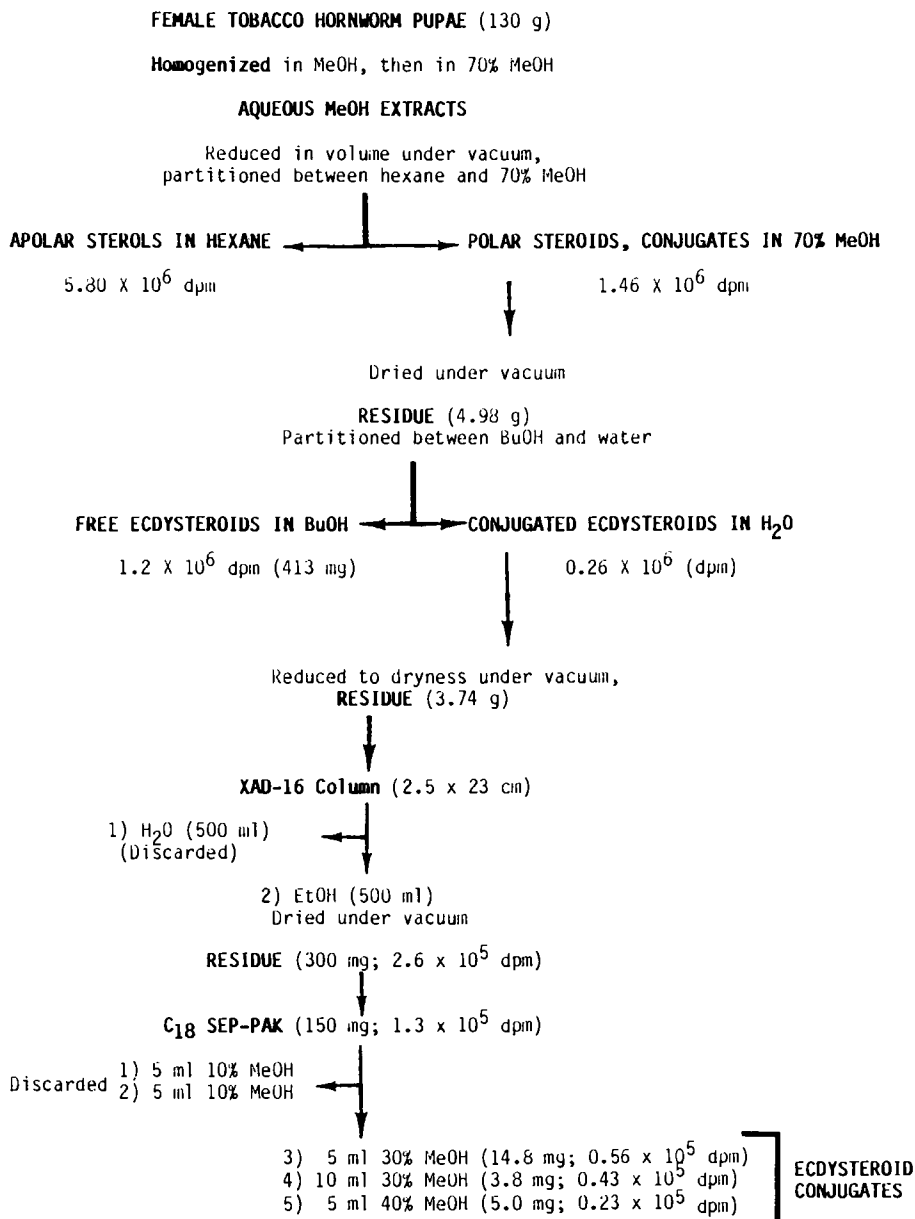 FEMALE TOBACCO HORNWORM PUPAE (130 g)
Homogenized in MeOH, then in 70% MeOH
AQUEOUS MeOH EXTRACTS
Reduced in volume under vacuum,
partitioned between hexane and 70% MeOH
APOLAR STEROLS IN HEXANE
POLAR STEROIDS, CONJUGATES IN 70% MeOH
5.80 X 10⁶ dpm
1.46 X 10⁶ dpm
Dried under vacuum
RESIDUE (4.98 g)
Partitioned between BuOH and water
FREE ECDYSTEROIDS IN BuOH
CONJUGATED ECDYSTEROIDS IN H₂O
1.2 X 10⁶ dpm (413 mg)
0.26 X 10⁶ (dpm)
Reduced to dryness under vacuum,
RESIDUE (3.74 g)
XAD-16 Column (2.5 x 23 cm)
1) H₂O (500 ml)
(Discarded)
2) EtOH (500 ml)
Dried under vacuum
RESIDUE (300 mg; 2.6 x 10⁵ dpm)
C₁₈ SEP-PAK (150 mg; 1.3 x 10⁵ dpm)
Discarded
1) 5 ml 10% MeOH
2) 5 ml 10% MeOH
3) 5 ml 30% MeOH (14.8 mg; 0.56 x 10⁵ dpm)
4) 10 ml 30% MeOH (3.8 mg; 0.43 x 10⁵ dpm)
5) 5 ml 40% MeOH (5.0 mg; 0.23 x 10⁵ dpm)
ECDYSTEROID
CONJUGATES